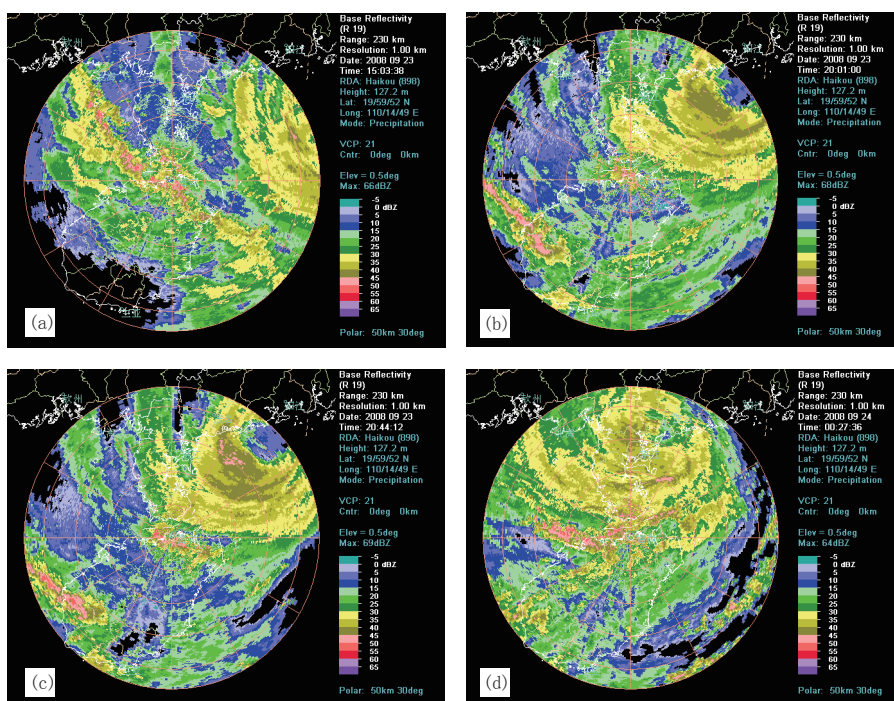 钦州
Base Reflectivity
(R 19)
Range: 230 km
Resolution: 1.00 km
Date: 2008 09 23
Time: 15:03:38
RDA: Haikou (898)
Height: 127.2 m
Lat: 19/59/52 N
Long: 110/14/49 E
Mode: Precipitation
VCP: 21
Cntr: 0deg 0km
Elev = 0.5deg
Max: 66dBZ
-5
0 dBZ
5
10
15
20
25
30
35
40
45
50
55
60
65
Polar: 50km 30deg
三亚
(a)
钦州
Base Reflectivity
(R 19)
Range: 230 km
Resolution: 1.00 km
Date: 2008 09 23
Time: 20:01:00
RDA: Haikou (898)
Height: 127.2 m
Lat: 19/59/52 N
Long: 110/14/49 E
Mode: Precipitation
VCP: 21
Cntr: 0deg 0km
Elev = 0.5deg
Max: 68dBZ
-5
0 dBZ
5
10
15
20
25
30
35
40
45
50
55
60
65
Polar: 50km 30deg
(b)
钦州
Base Reflectivity
(R 19)
Range: 230 km
Resolution: 1.00 km
Date: 2008 09 23
Time: 20:44:12
RDA: Haikou (898)
Height: 127.2 m
Lat: 19/59/52 N
Long: 110/14/49 E
Mode: Precipitation
VCP: 21
Cntr: 0deg 0km
Elev = 0.5deg
Max: 69dBZ
-5
0 dBZ
5
10
15
20
25
30
35
40
45
50
55
60
65
Polar: 50km 30deg
(c)
钦州
Base Reflectivity
(R 19)
Range: 230 km
Resolution: 1.00 km
Date: 2008 09 24
Time: 00:27:36
RDA: Haikou (898)
Height: 127.2 m
Lat: 19/59/52 N
Long: 110/14/49 E
Mode: Precipitation
VCP: 21
Cntr: 0deg 0km
Elev = 0.5deg
Max: 64dBZ
-5
0 dBZ
5
10
15
20
25
30
35
40
45
50
55
60
65
Polar: 50km 30deg
(d)